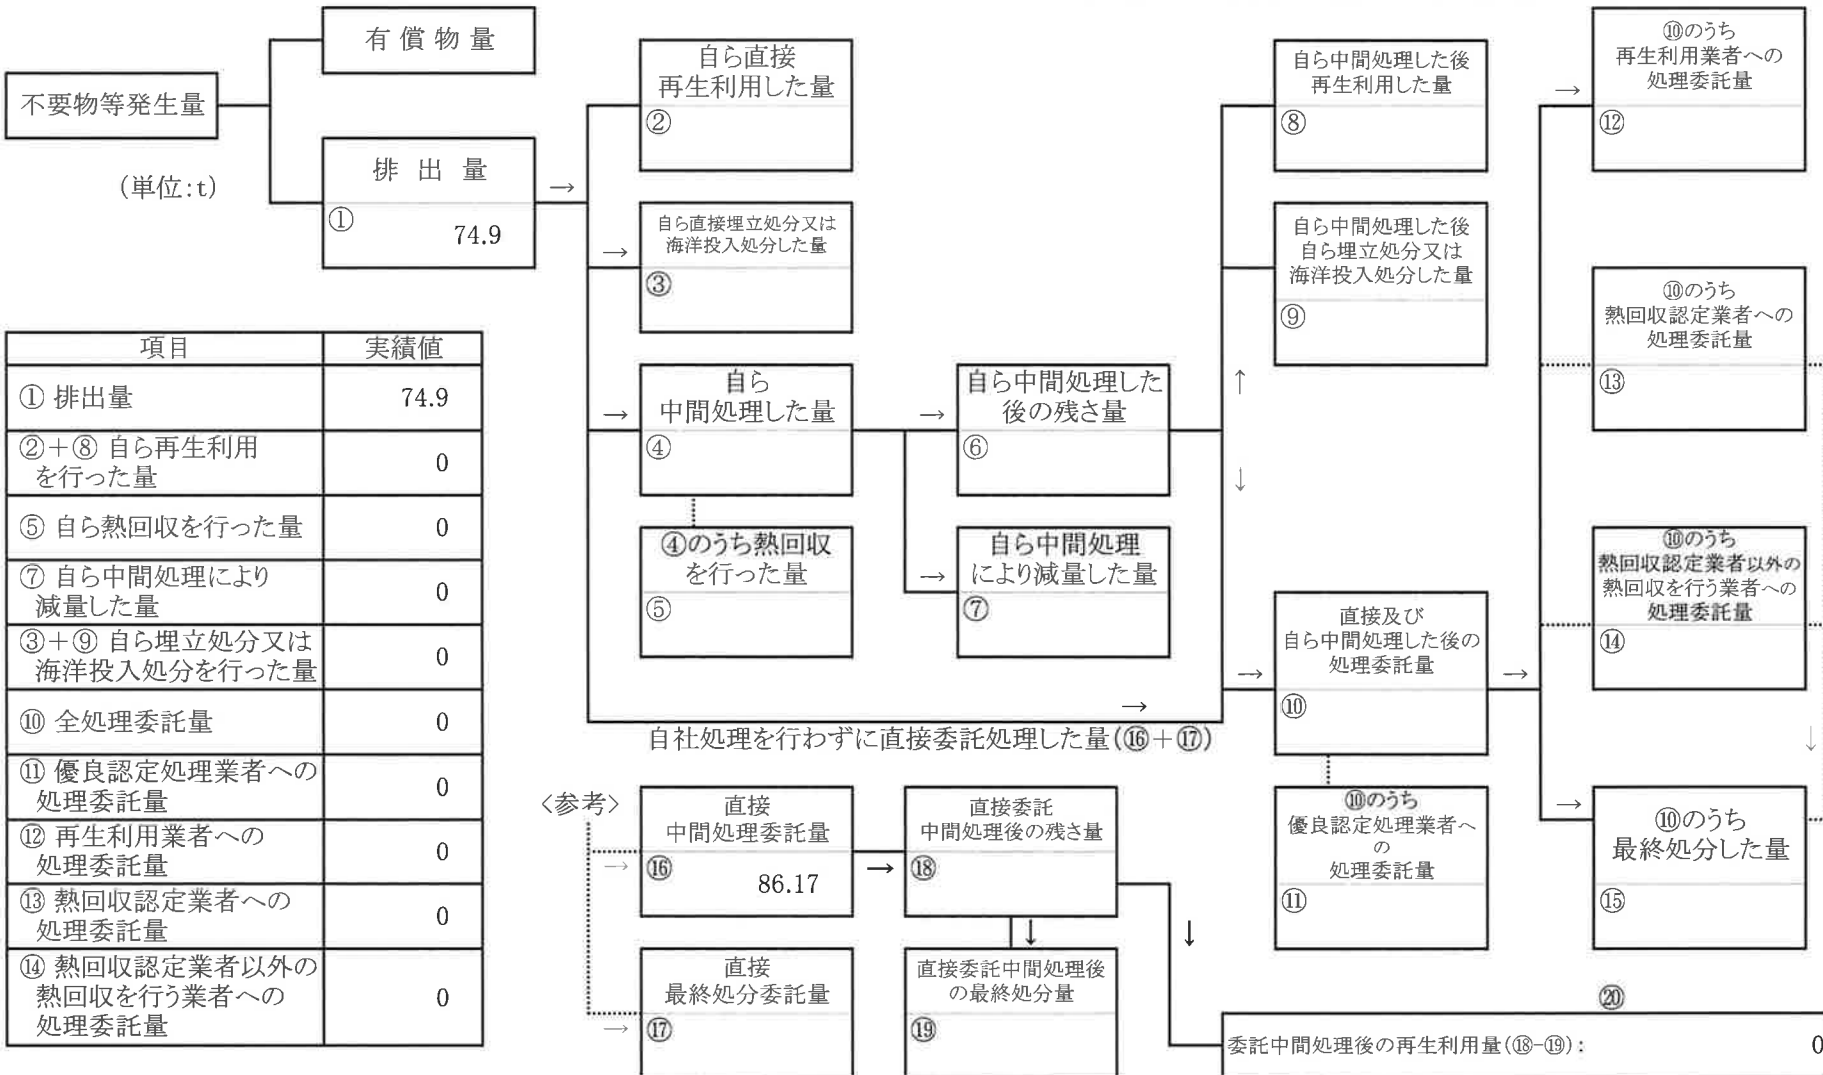 有償物量
不要物等発生量
(単位:t)
排出量
①
74.9
→
自ら直接
再生利用した量
②
→
自ら直接埋立処分又は
海洋投入処分した量
③
→
自ら
中間処理した量
④
④のうち熱回収
を行った量
⑤
→
自ら中間処理した
後の残さ量
⑥
→
自ら中間処理
により減量した量
⑦
自ら中間処理した後
再生利用した量
⑧
自ら中間処理した後
自ら埋立処分又は
海洋投入処分した量
⑨
↑
↓
→
直接及び
自ら中間処理した後の
処理委託量
⑩
→
⑩のうち
優良認定処理業者へ
の
処理委託量
⑪
→
⑩のうち
再生利用業者への
処理委託量
⑫
⑩のうち
熱回収認定業者への
処理委託量
⑬
⑩のうち
熱回収認定業者以外の
熱回収を行う業者への
処理委託量
⑭
↓
→
⑩のうち
最終処分した量
⑮
→
自社処理を行わずに直接委託処理した量(⑯+⑰)
<参考>
→
直接
中間処理委託量
⑯
86.17
→
直接委託
中間処理後の残さ量
⑱
↓
↓
→
直接
最終処分委託量
⑰
直接委託中間処理後
の最終処分量
⑲
⑳
委託中間処理後の再生利用量(⑱-⑲): 0
項目 実績値
① 排出量 74.9
②+⑧ 自ら再生利用
を行った量 0
⑤ 自ら熱回収を行った量 0
⑦ 自ら中間処理により
減量した量 0
③+⑨ 自ら埋立処分又は
海洋投入処分を行った量 0
⑩ 全処理委託量 0
⑪ 優良認定処理業者への
処理委託量 0
⑫ 再生利用業者への
処理委託量 0
⑬ 熱回収認定業者への
処理委託量 0
⑭ 熱回収認定業者以外の
熱回収を行う業者への
処理委託量 0